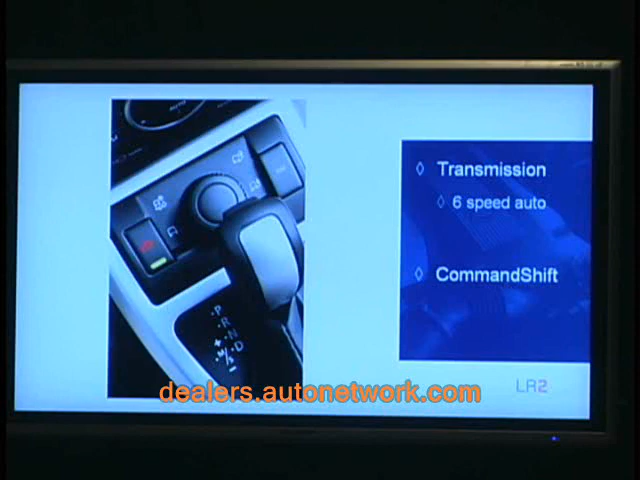 Transmission
6 speed auto
CommandShift
P
R
N
D
+
M/S
-
LR2
dealers.autonetwork.com